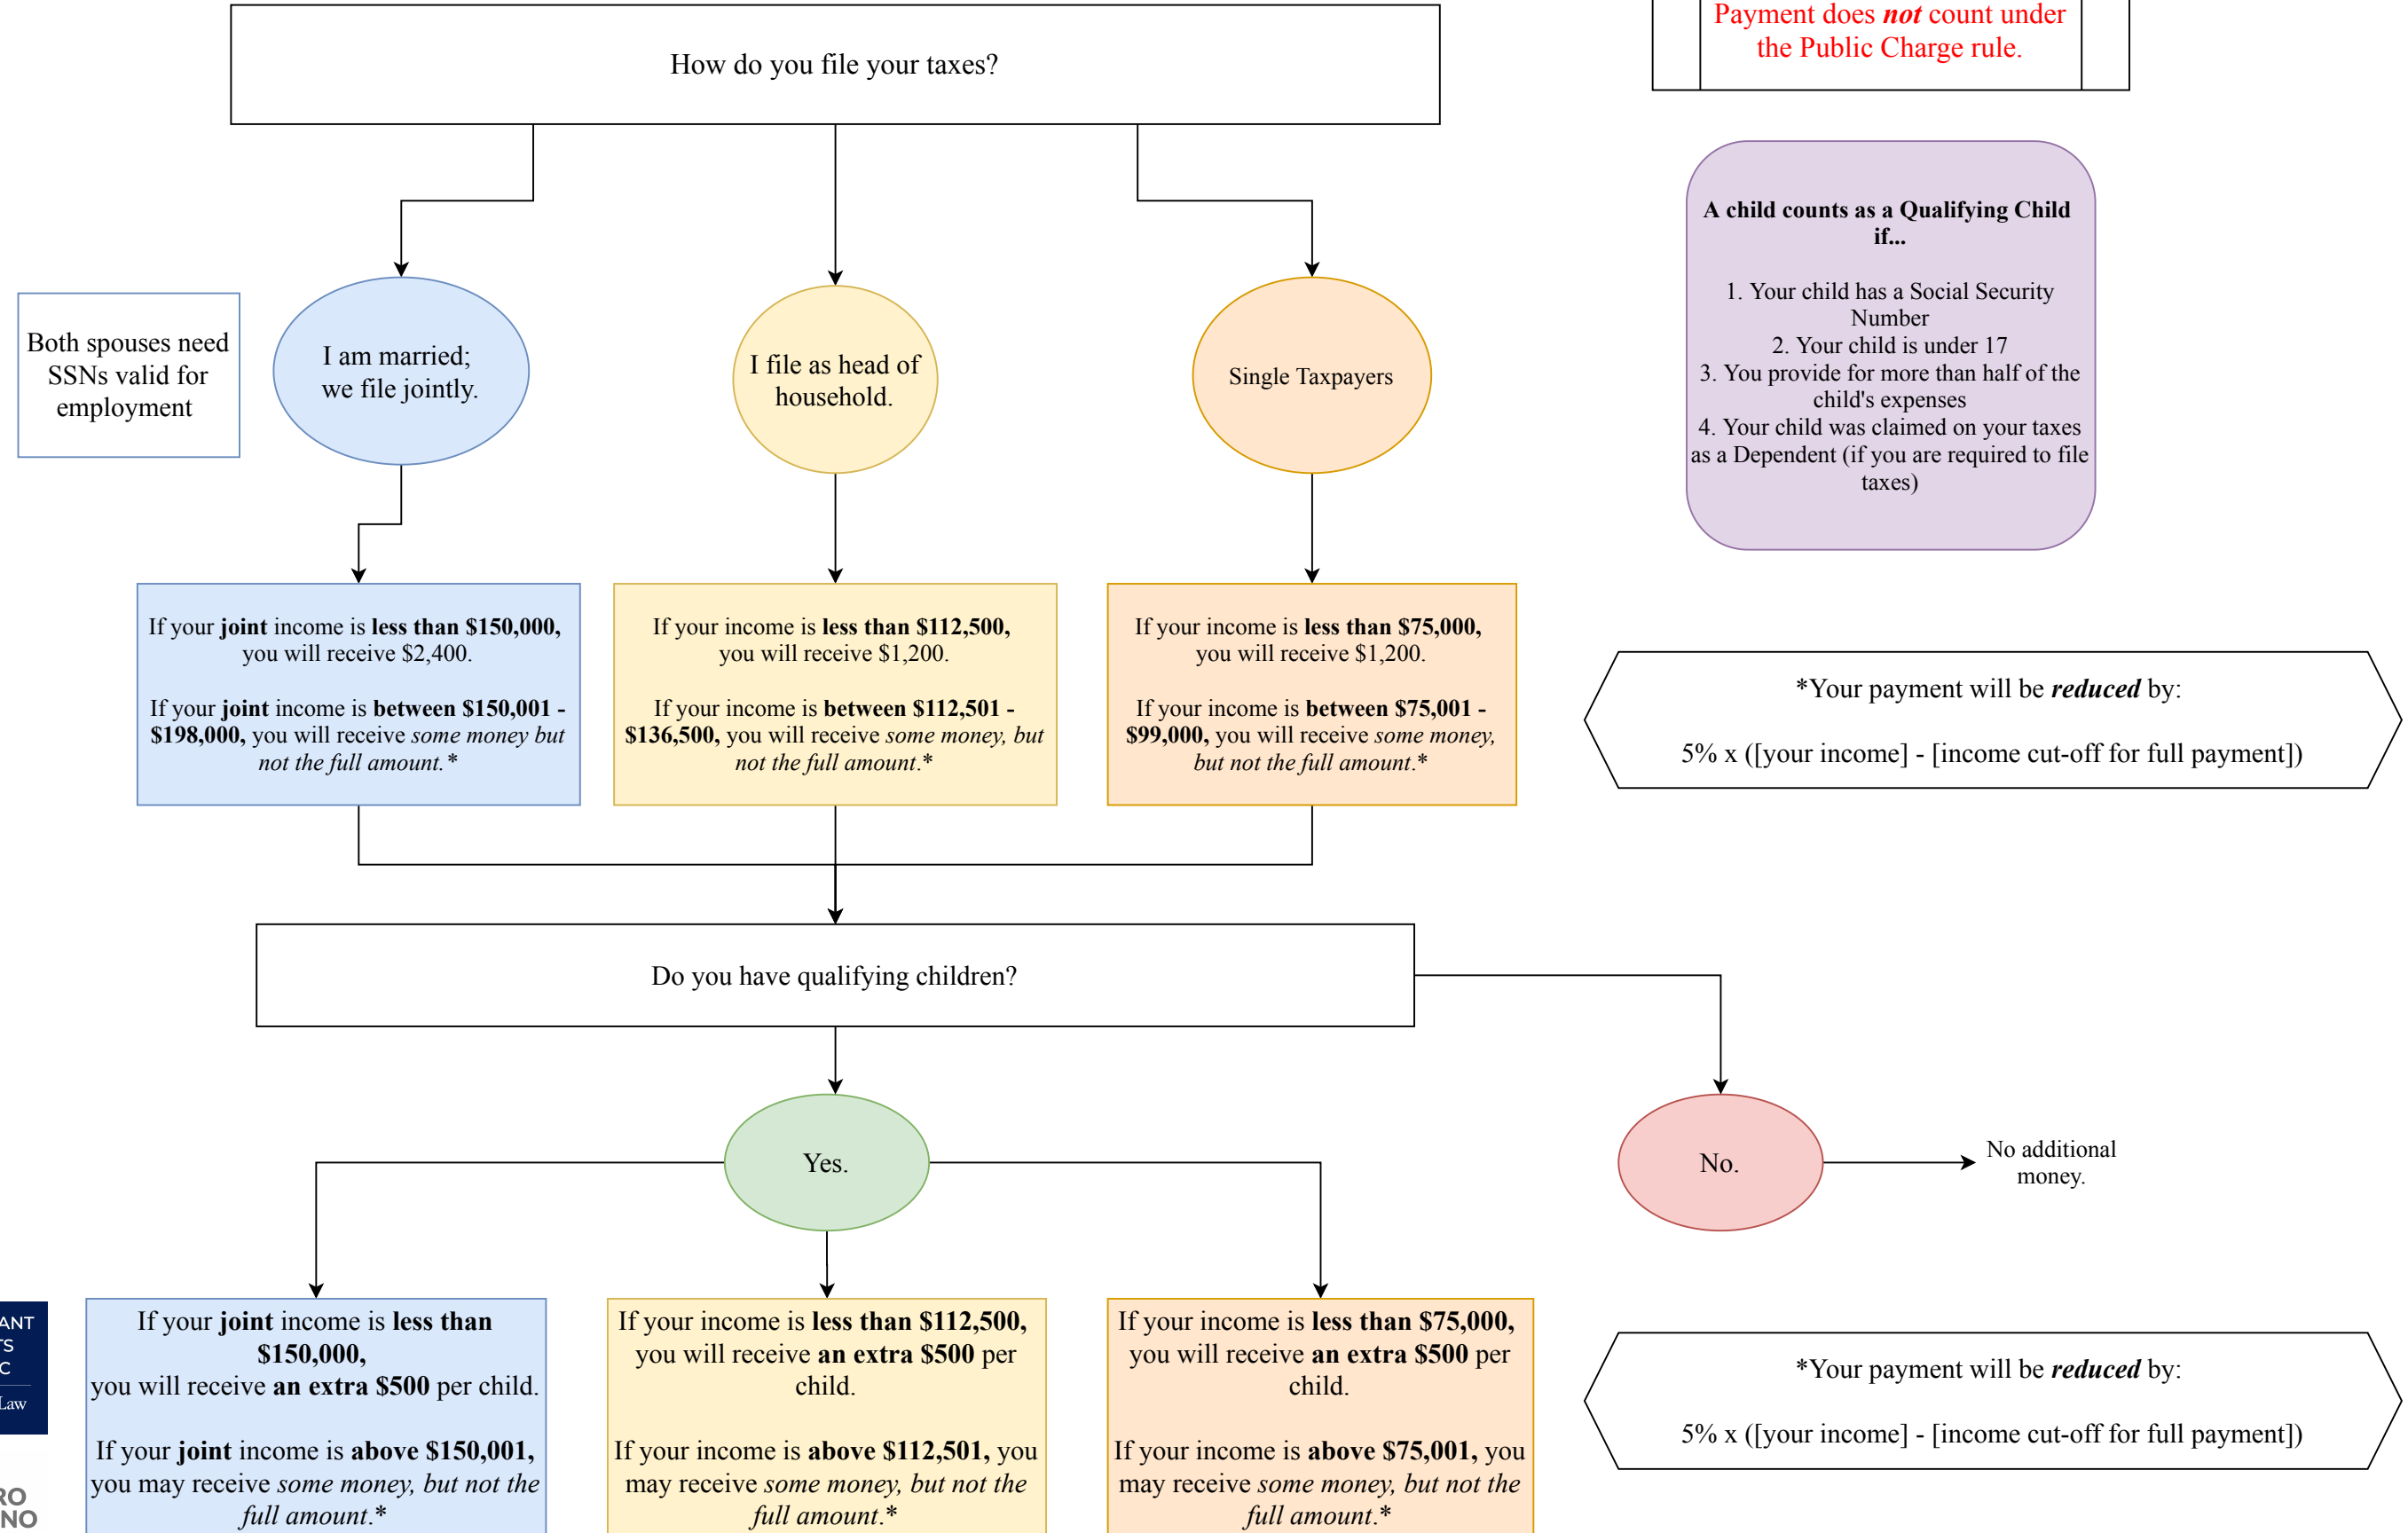 Payment does not count under
the Public Charge rule.
How do you file your taxes?
A child counts as a Qualifying Child
if...
1. Your child has a Social Security
Number
2. Your child is under 17
3. You provide for more than half of the
child's expenses
4. Your child was claimed on your taxes
as a Dependent (if you are required to file
taxes)
Both spouses need
SSNs valid for
employment
I am married;
we file jointly.
I file as head of
household.
Single Taxpayers
If your joint income is less than $150,000,
you will receive $2,400.
If your joint income is between $150,001 -
$198,000, you will receive some money but
not the full amount.*
If your income is less than $112,500,
you will receive $1,200.
If your income is between $112,501 -
$136,500, you will receive some money, but
not the full amount.*
If your income is less than $75,000,
you will receive $1,200.
If your income is between $75,001 -
$99,000, you will receive some money,
but not the full amount.*
*Your payment will be reduced by:
5% x ([your income] - [income cut-off for full payment])
Do you have qualifying children?
Yes.
No.
No additional
money.
If your joint income is less than
$150,000,
you will receive an extra $500 per child.
If your joint income is above $150,001,
you may receive some money, but not the
full amount.*
If your income is less than $112,500,
you will receive an extra $500 per
child.
If your income is above $112,501, you
may receive some money, but not the
full amount.*
If your income is less than $75,000,
you will receive an extra $500 per
child.
If your income is above $75,001, you
may receive some money, but not the
full amount.*
*Your payment will be reduced by:
5% x ([your income] - [income cut-off for full payment])
ANT
TS
C
Law
RO
NO